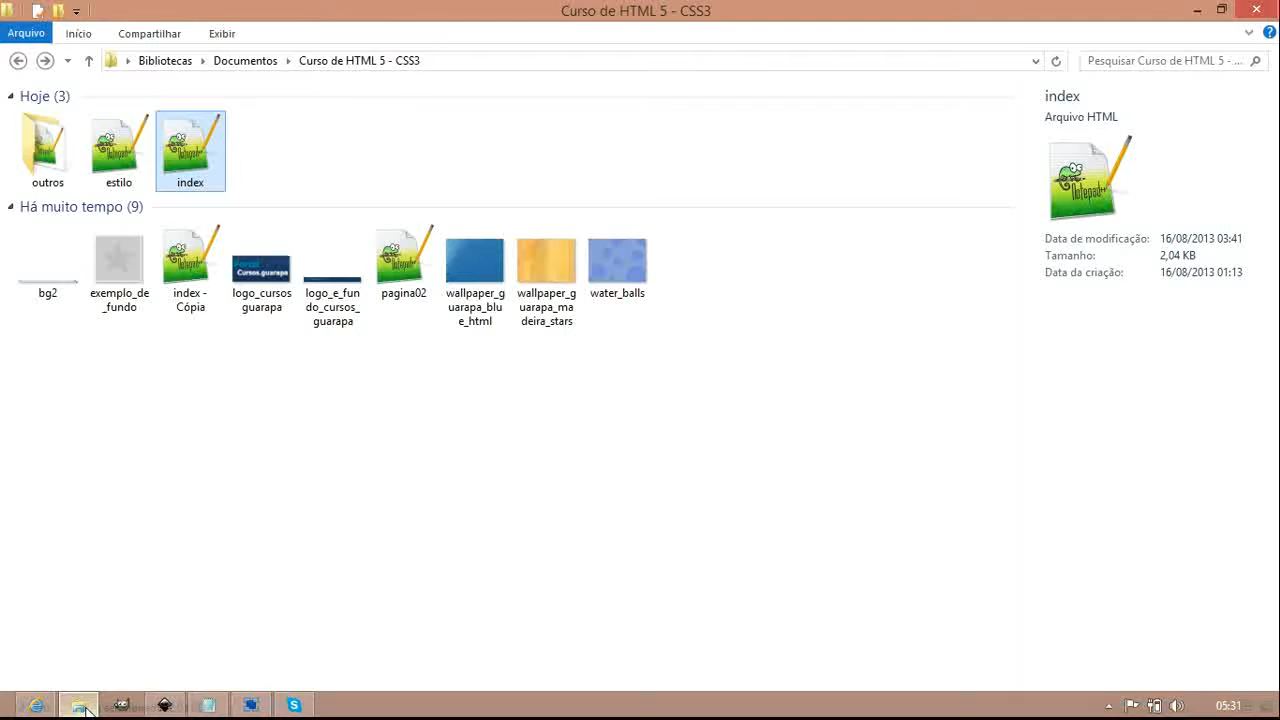 Curso de HTML 5 - CSS3
Arquivo Início Compartilhar Exibir
Bibliotecas Documentos Curso de HTML 5 - CSS3
Pesquisar Curso de HTML 5 - ...
Hoje (3)
outros
estilo
index
Há muito tempo (9)
bg2
exemplo_de
_fundo
index -
Cópia
logo_cursos
guarapa
logo_e_fun
do_cursos_
guarapa
pagina02
wallpaper_g
uarapa_blu
e_html
wallpaper_g
uarapa_ma
deira_stars
water_balls
Cursos.guarapa
index
Arquivo HTML
Notepad++
Data de modificação: 16/08/2013 03:41
Tamanho: 2,04 KB
Data da criação: 16/08/2013 01:13
05:31